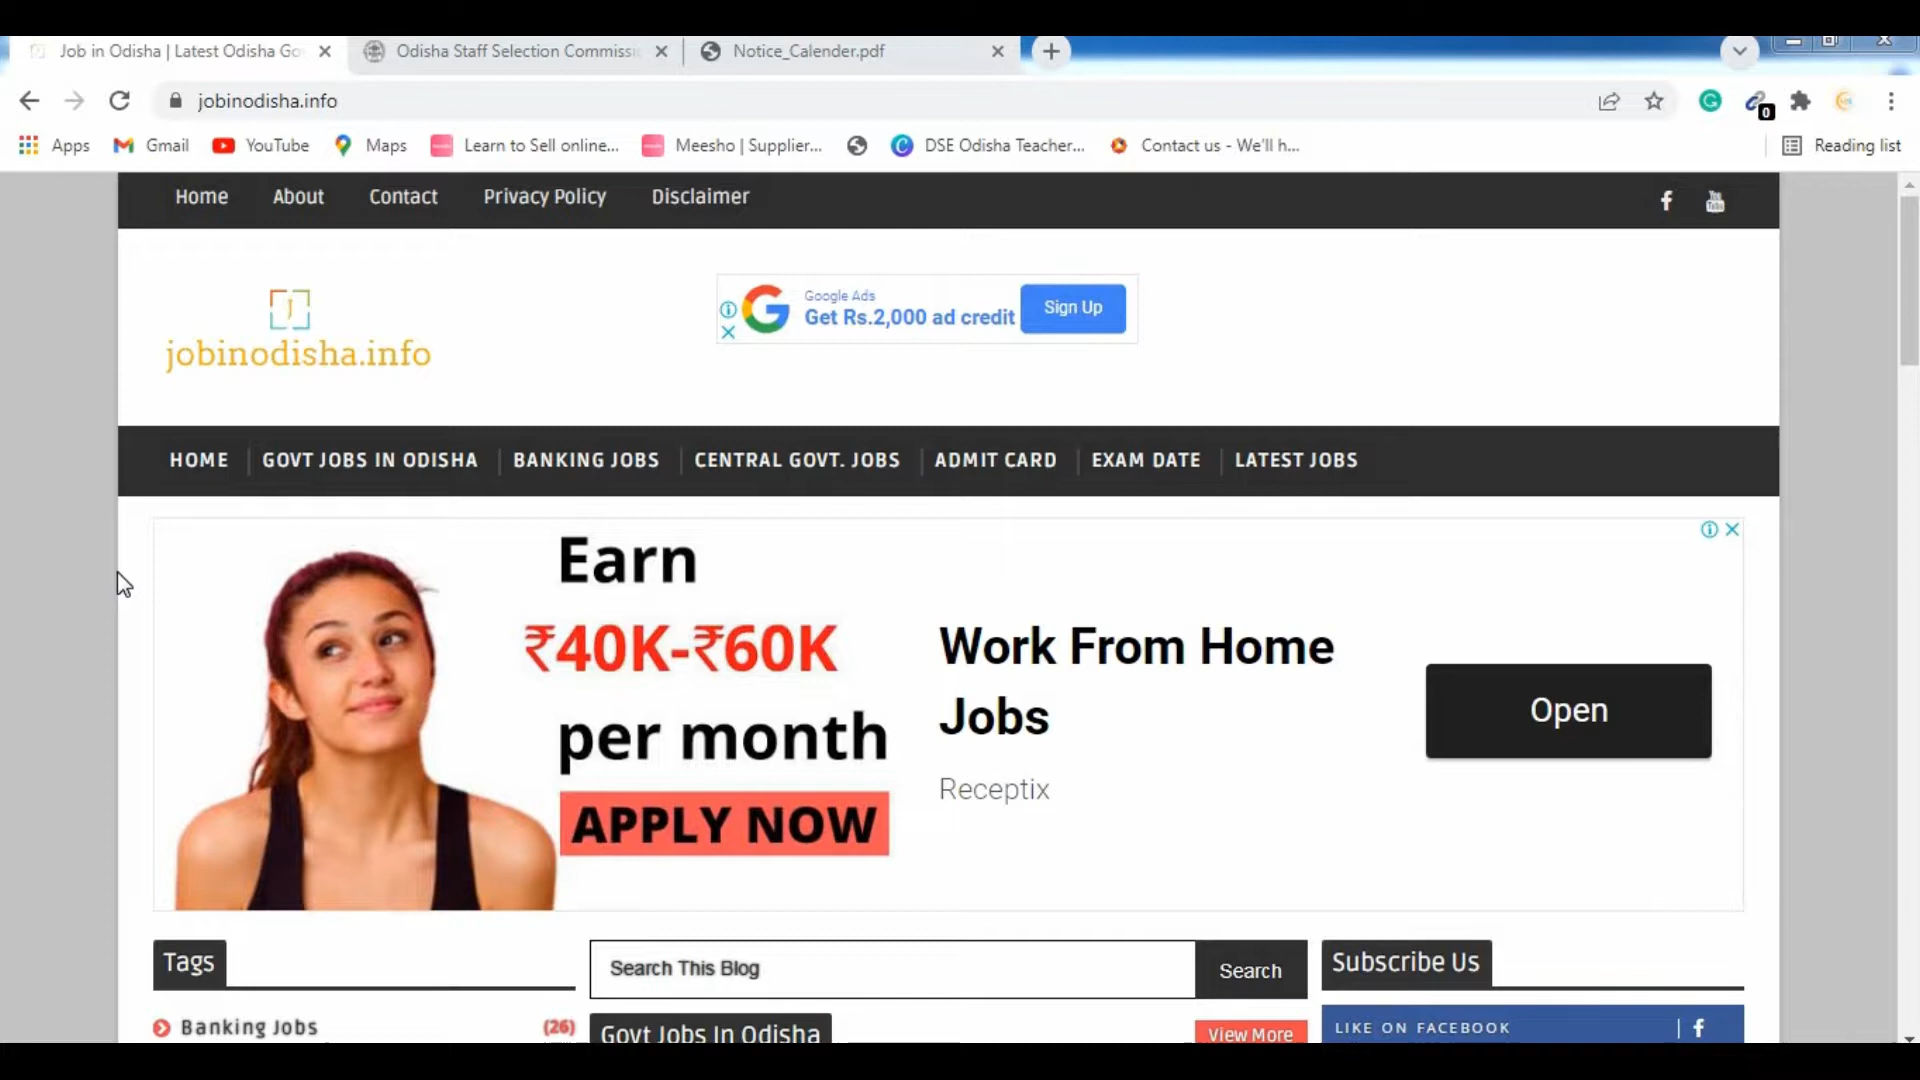 Job in Odisha | Latest Odisha Go
Odisha Staff Selection Commissi
Notice_Calender.pdf
jobinodisha.info
0
Apps
Gmail
YouTube
Maps
Learn to Sell online...
Meesho | Supplier...
DSE Odisha Teacher...
Contact us - We'll h...
Reading list
Home
About
Contact
Privacy Policy
Disclaimer
You
Tube
J
jobinodisha.info
Google Ads
Get Rs.2,000 ad credit
Sign Up
HOME
GOVT JOBS IN ODISHA
BANKING JOBS
CENTRAL GOVT. JOBS
ADMIT CARD
EXAM DATE
LATEST JOBS
Earn
₹40K-₹60K
per month
APPLY NOW
Work From Home
Jobs
Receptix
Open
Tags
Search This Blog
Search
Subscribe Us
Banking Jobs
(26)
Govt Jobs In Odisha
View More
LIKE ON FACEBOOK